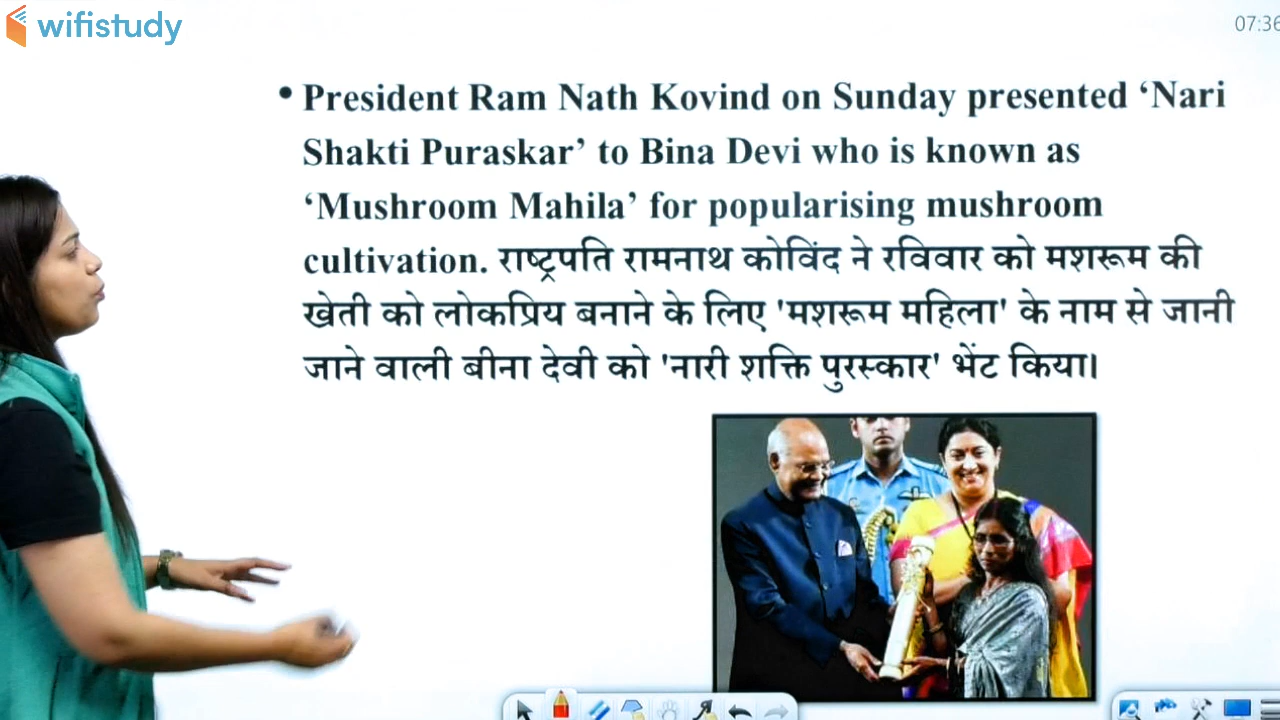 wifistudy
07:36
• President Ram Nath Kovind on Sunday presented ‘Nari
Shakti Puraskar’ to Bina Devi who is known as
‘Mushroom Mahila’ for popularising mushroom
cultivation. राष्ट्रपति रामनाथ कोविंद ने रविवार को मशरूम की
खेती को लोकप्रिय बनाने के लिए 'मशरूम महिला' के नाम से जानी
जाने वाली बीना देवी को 'नारी शक्ति पुरस्कार' भेंट किया।